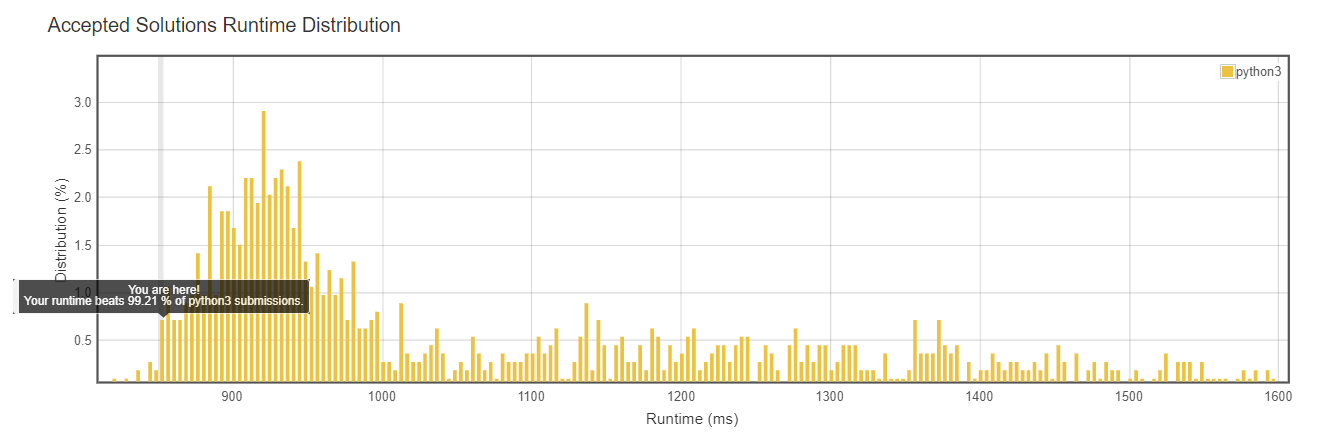 Accepted Solutions Runtime Distribution
python3
3.0
2.5
2.0
1.5
1.0
0.5
Distribution (%)
You are here!
Your runtime beats 99.21 % of python3 submissions.
900
1000
1100
1200
1300
1400
1500
1600
Runtime (ms)